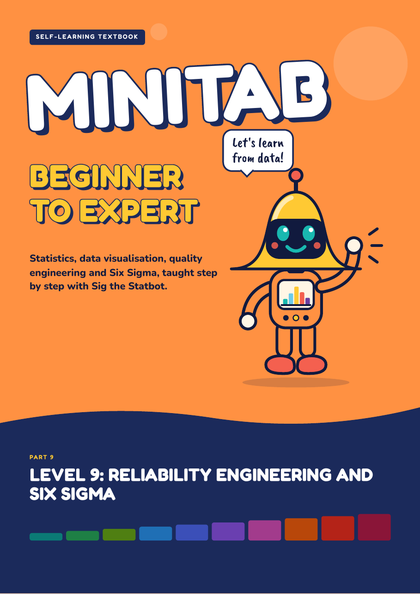 SELF-LEARNING TEXTBOOK
MINITAB
Let's learn
from data!
BEGINNER
TO EXPERT
Statistics, data visualisation, quality
engineering and Six Sigma, taught step
by step with Sig the Statbot.
PART 9
LEVEL 9: RELIABILITY ENGINEERING AND
SIX SIGMA